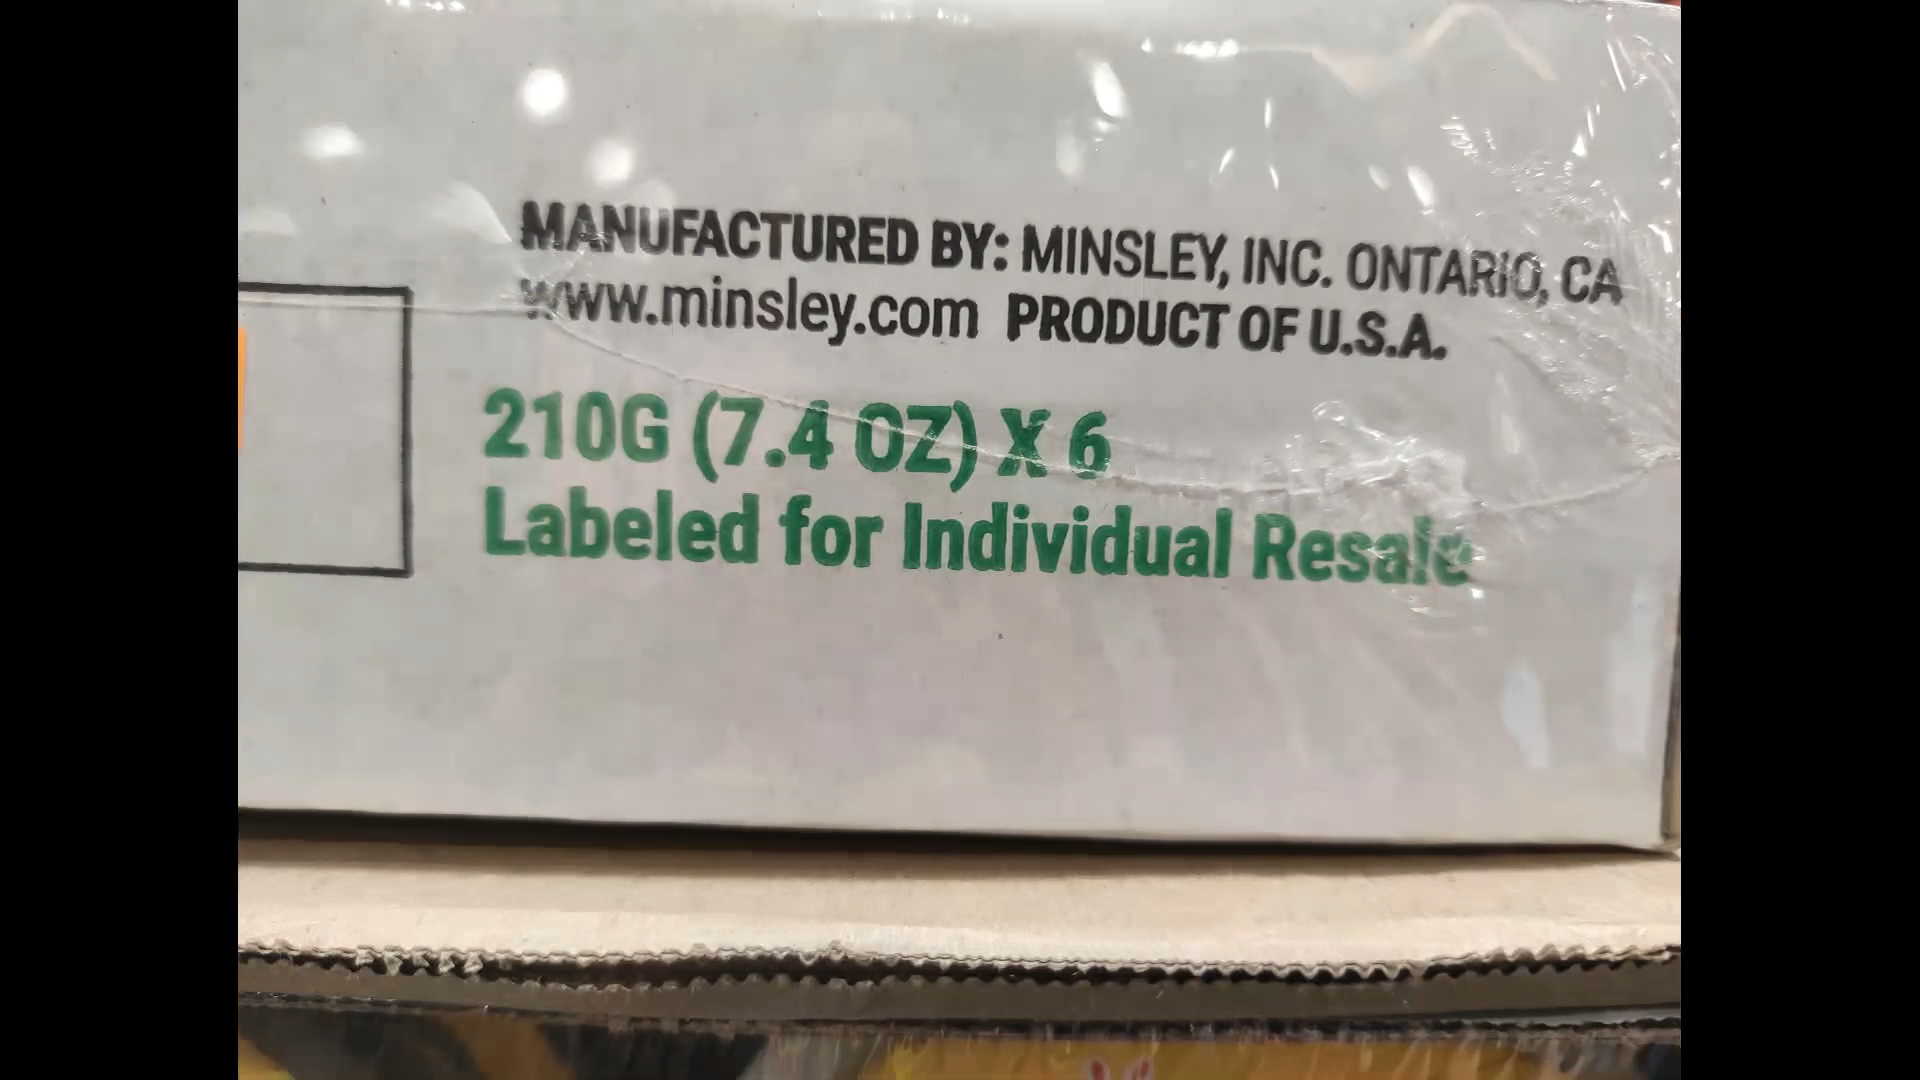 MANUFACTURED BY: MINSLEY, INC. ONTARIO, CA
www.minsley.com PRODUCT OF U.S.A.
210G (7.4 OZ) X 6
Labeled for Individual Resale